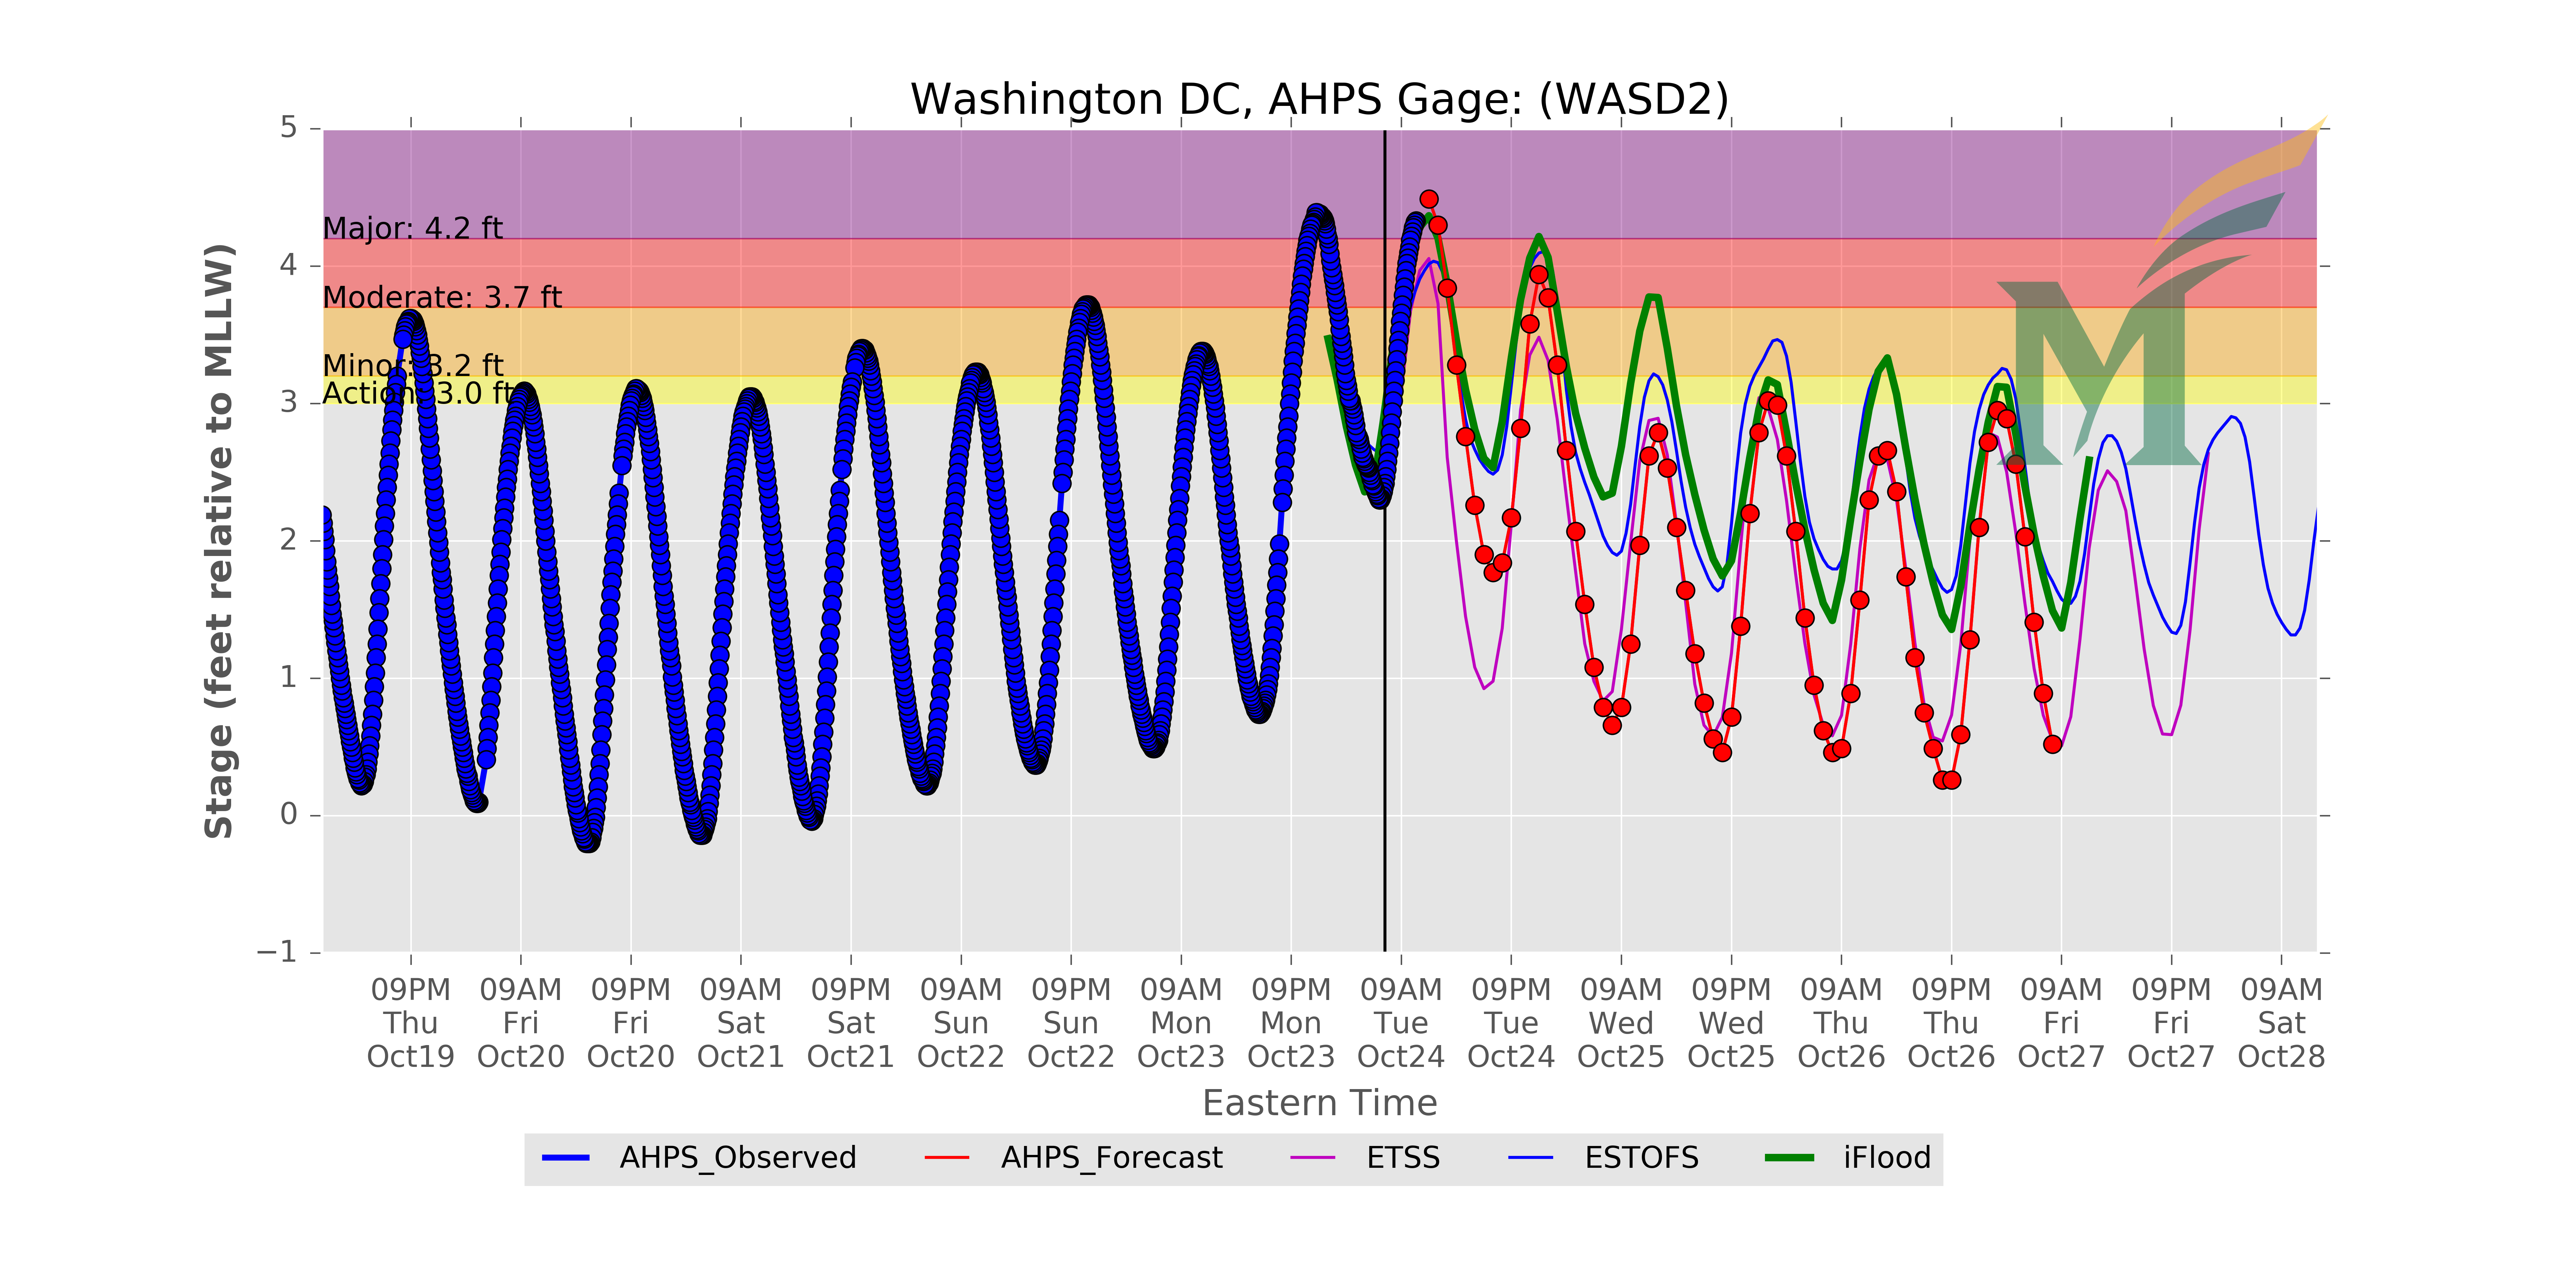 Washington DC, AHPS Gage: (WASD2)
Stage (feet relative to MLLW)
5
4
3
2
1
0
−1
Major: 4.2 ft
Moderate: 3.7 ft
Minor: 3.2 ft
Action: 3.0 ft
09PM 09AM 09PM 09AM 09PM 09AM 09PM 09AM 09PM 09AM 09PM 09AM 09PM 09AM 09PM 09AM 09PM 09AM
Thu Fri Fri Sat Sat Sun Sun Mon Mon Tue Tue Wed Wed Thu Thu Fri Fri Sat
Oct19 Oct20 Oct20 Oct21 Oct21 Oct22 Oct22 Oct23 Oct23 Oct24 Oct24 Oct25 Oct25 Oct26 Oct26 Oct27 Oct27 Oct28
Eastern Time
AHPS_Observed AHPS_Forecast ETSS ESTOFS iFlood